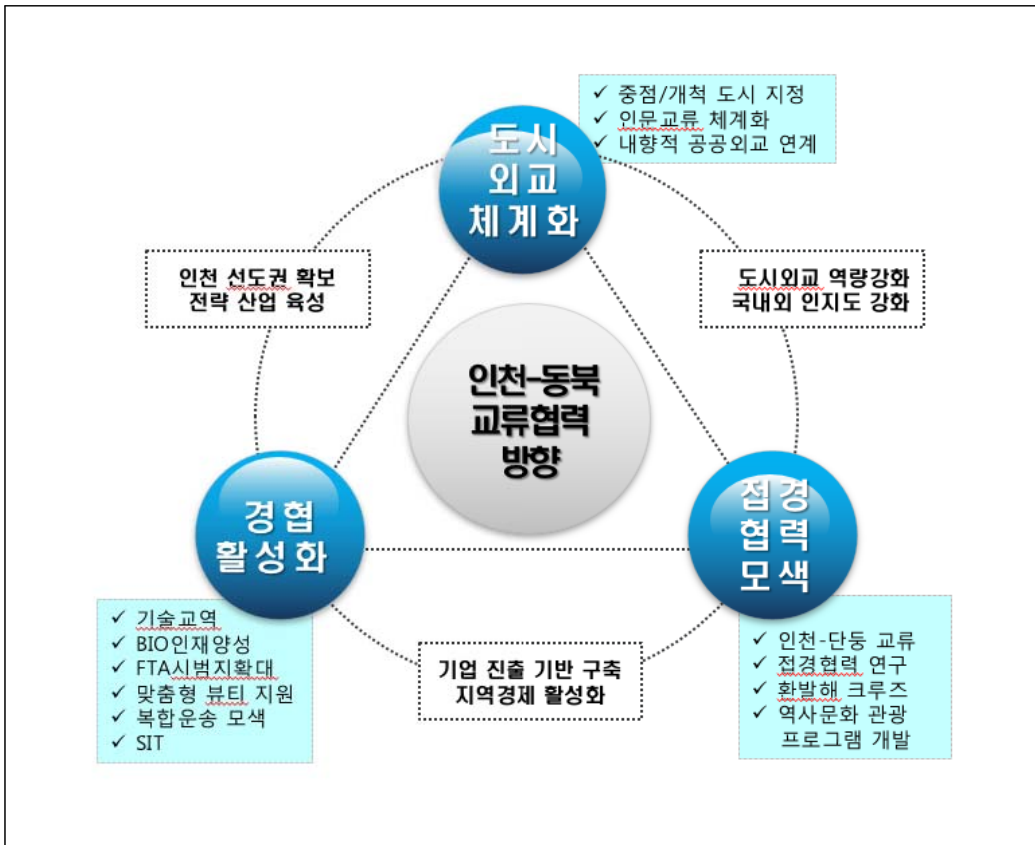 ✓ 중점/개척 도시 지정
✓ 인문교류 체계화
✓ 내향적 공공외교 연계
도시
외교
체계화
인천 선도권 확보
전략 산업 육성
도시외교 역량강화
국내외 인지도 강화
인천-동북
교류협력
방향
경협
활성화
접경
협력
모색
✓ 기술교역
✓ BIO인재양성
✓ FTA시범지확대
✓ 맞춤형 뷰티 지원
✓ 복합운송 모색
✓ SIT
기업 진출 기반 구축
지역경제 활성화
✓ 인천-단둥 교류
✓ 접경협력 연구
✓ 환발해 크루즈
✓ 역사문화 관광
프로그램 개발